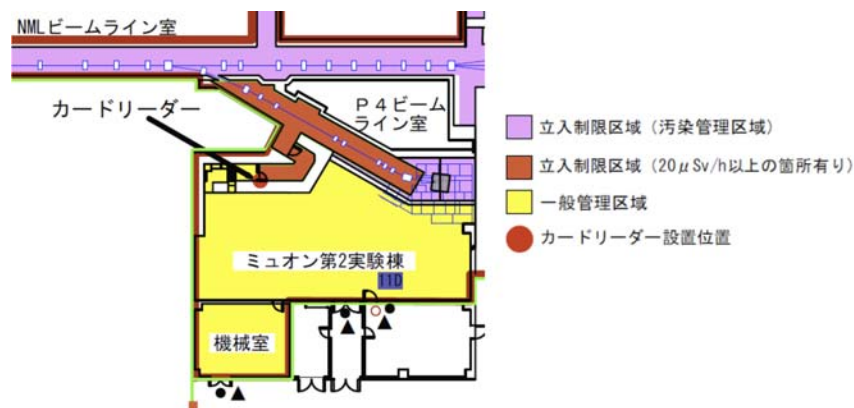 NMLビームライン室
カードリーダー
P4ビーム
ライン室
立入制限区域（汚染管理区域）
立入制限区域（20μSv/h以上の箇所有り）
一般管理区域
カードリーダー設置位置
ミュオン第2実験棟
11D
機械室